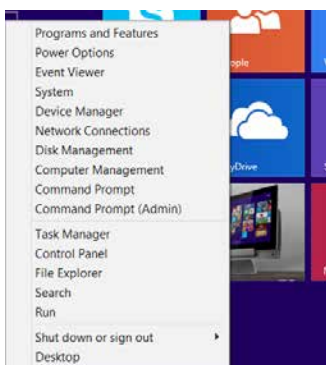 Programs and Features
Power Options
Event Viewer
System
Device Manager
Network Connections
Disk Management
Computer Management
Command Prompt
Command Prompt (Admin)
Task Manager
Control Panel
File Explorer
Search
Run
Shut down or sign out
Desktop
ople
yDrive